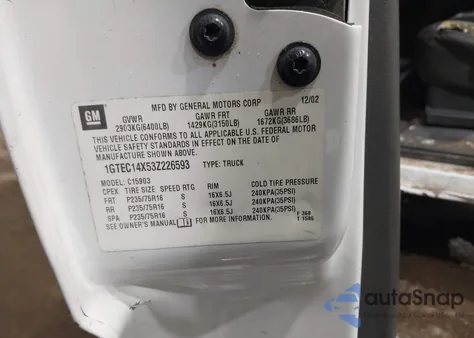 MFD BY GENERAL MOTORS CORP 12/02
GM
GVWR GAWR FRT GAWR RR
2903KG(6400LB) 1429KG(3150LB) 1672KG(3686LB)
THIS VEHICLE CONFORMS TO ALL APPLICABLE U.S. FEDERAL MOTOR
VEHICLE SAFETY STANDARDS IN EFFECT ON THE DATE OF
MANUFACTURE SHOWN ABOVE.
1GTEC14X53Z226593 TYPE: TRUCK
MODEL: C15903
CPEX TIRE SIZE SPEED RTG RIM COLD TIRE PRESSURE
FRT P235/75R16 S 16X6.5J 240KPA(35PSI)
RR P235/75R16 S 16X6.5J 240KPA(35PSI)
SPA P235/75R16 S 16X6.5J 240KPA(35PSI)
SEE OWNER'S MANUAL FOR MORE INFORMATION.
F 368
T 1586
autoSnap